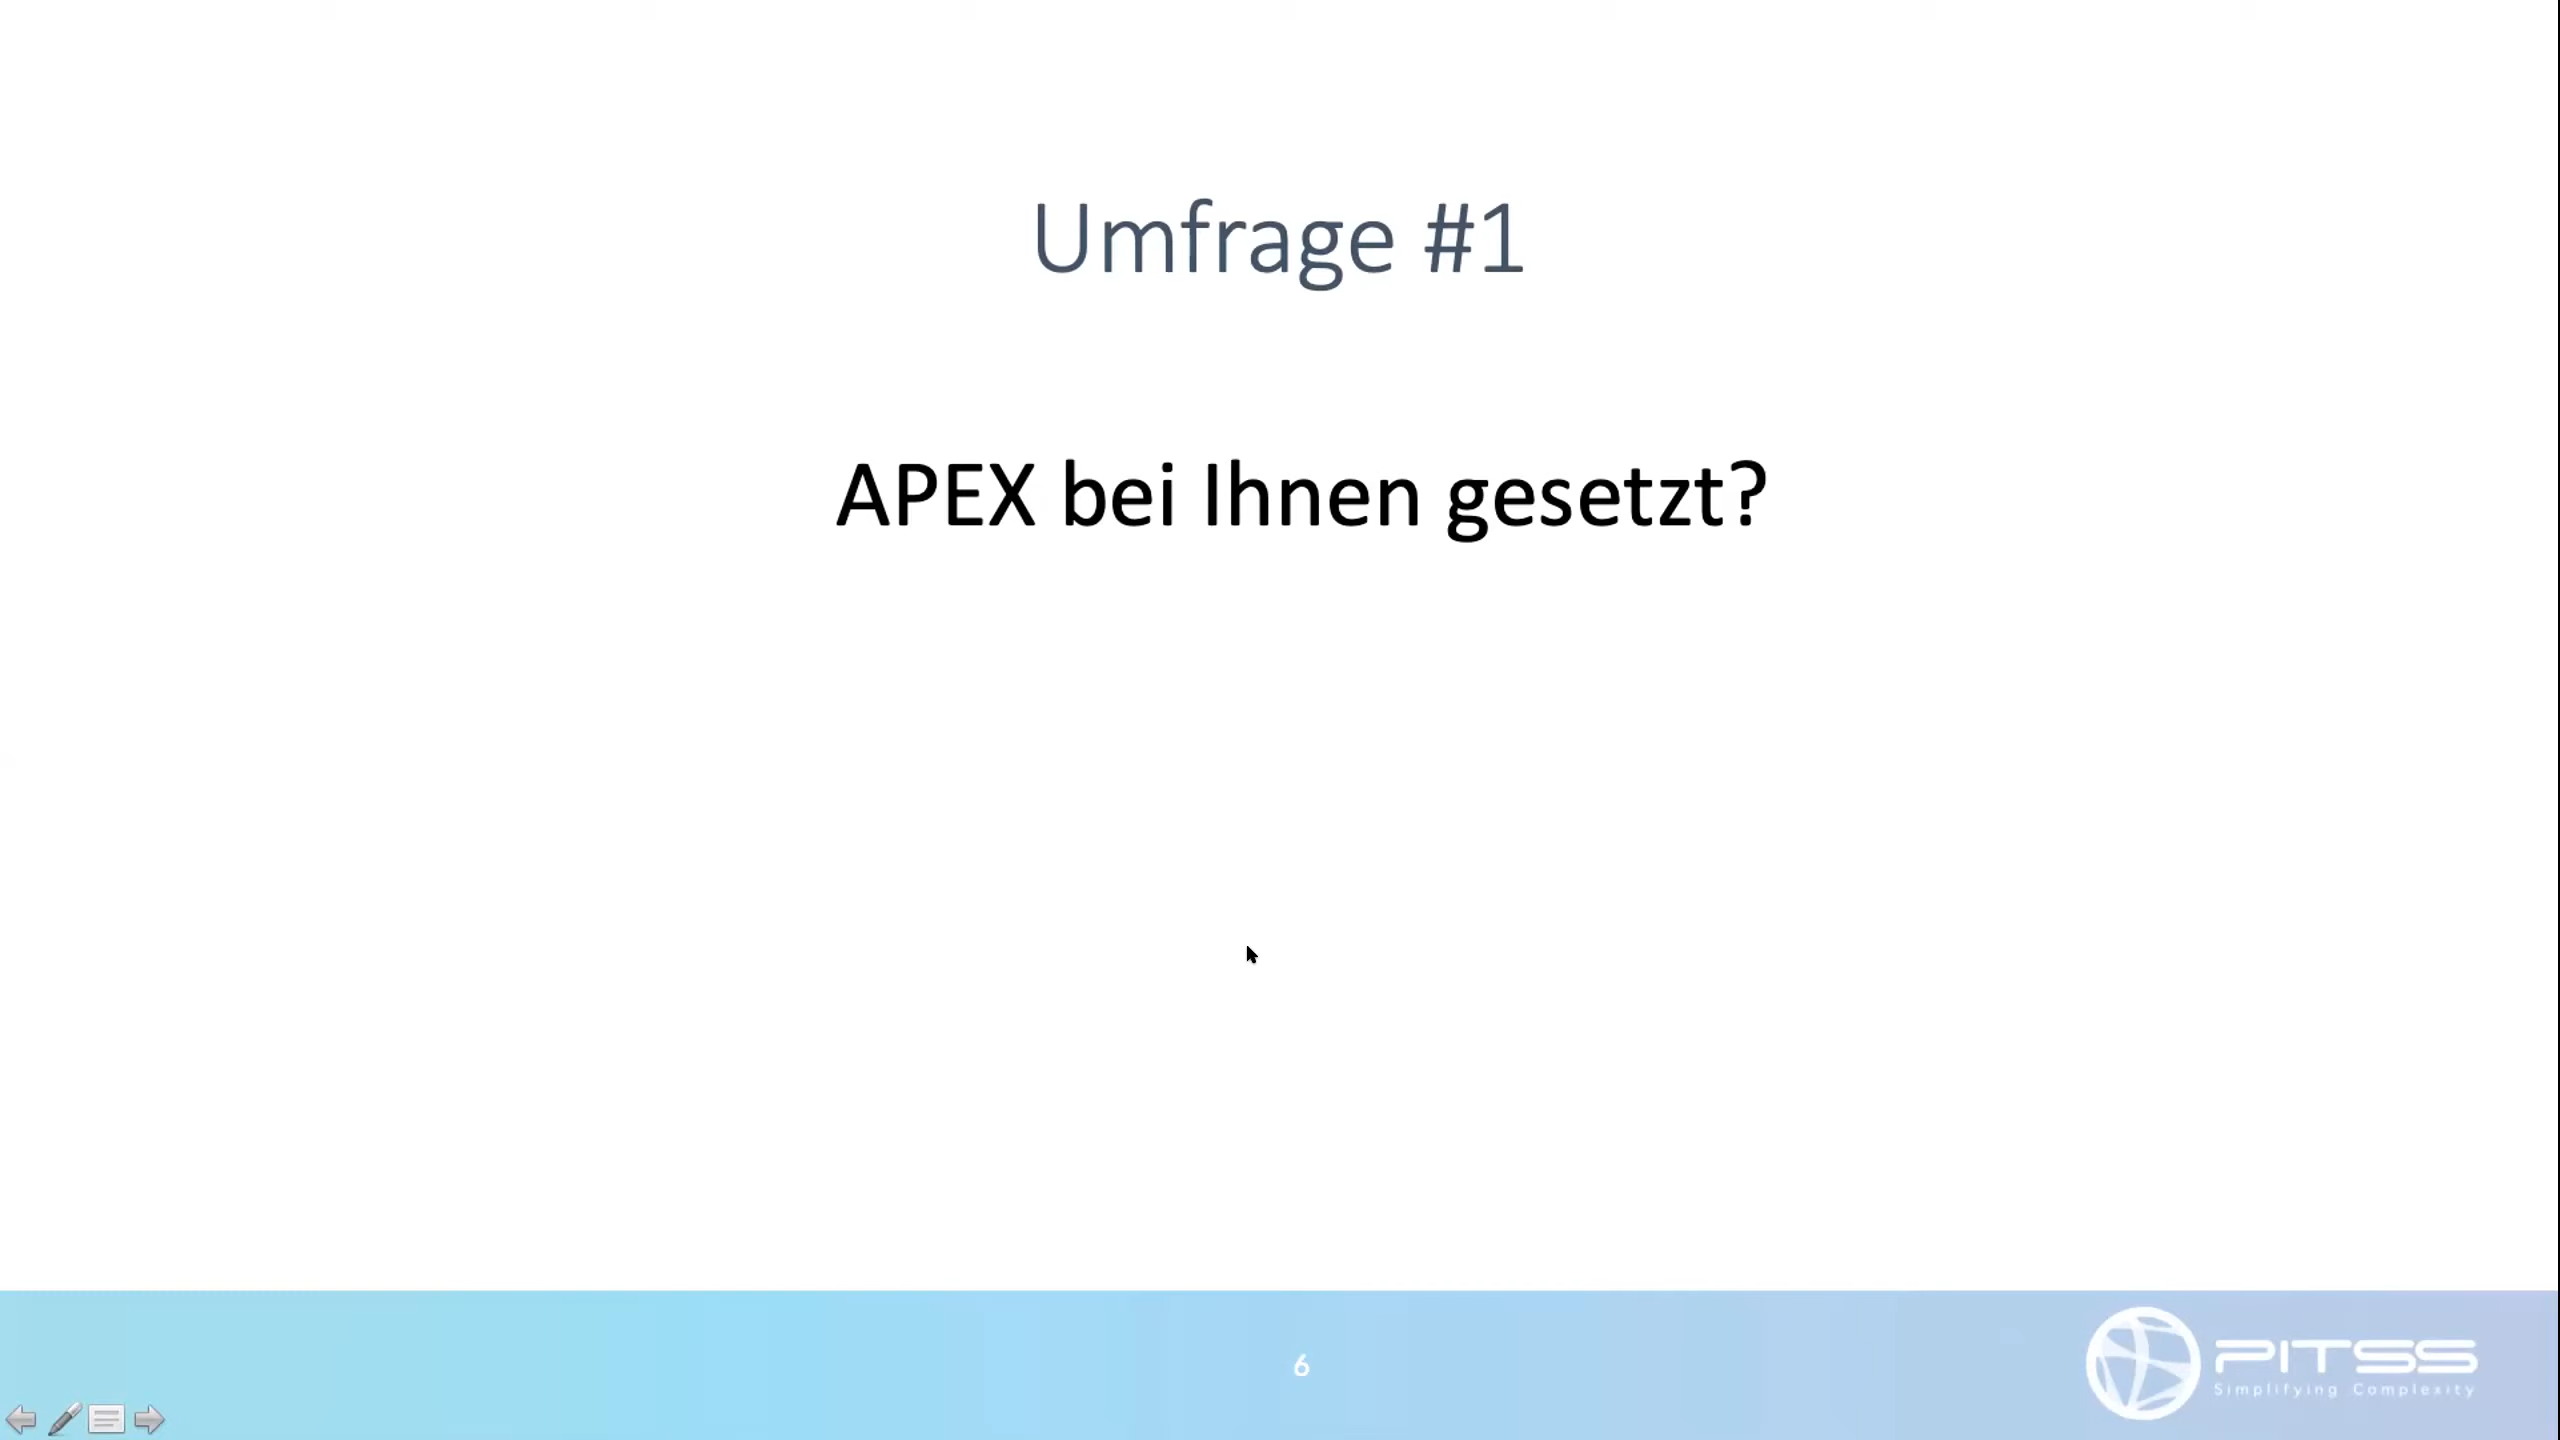 Umfrage #1
APEX bei Ihnen gesetzt?
6
PITSS
Simplifying Complexity